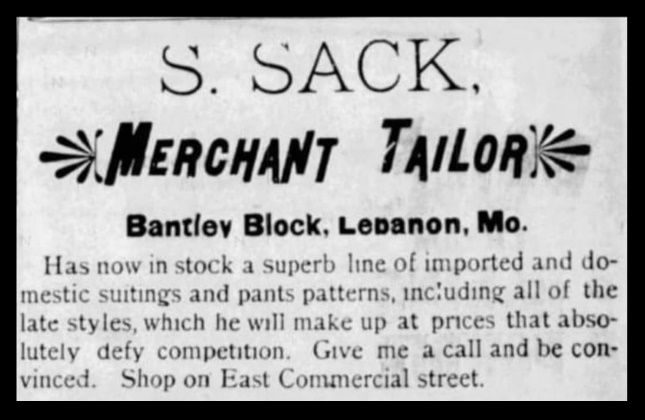 S. SACK,
MERCHANT TAILOR
Bantley Block, Lebanon, Mo.
Has now in stock a superb line of imported and do-
mestic suitings and pants patterns, including all of the
late styles, which he will make up at prices that abso-
lutely defy competition. Give me a call and be con-
vinced. Shop on East Commercial street.